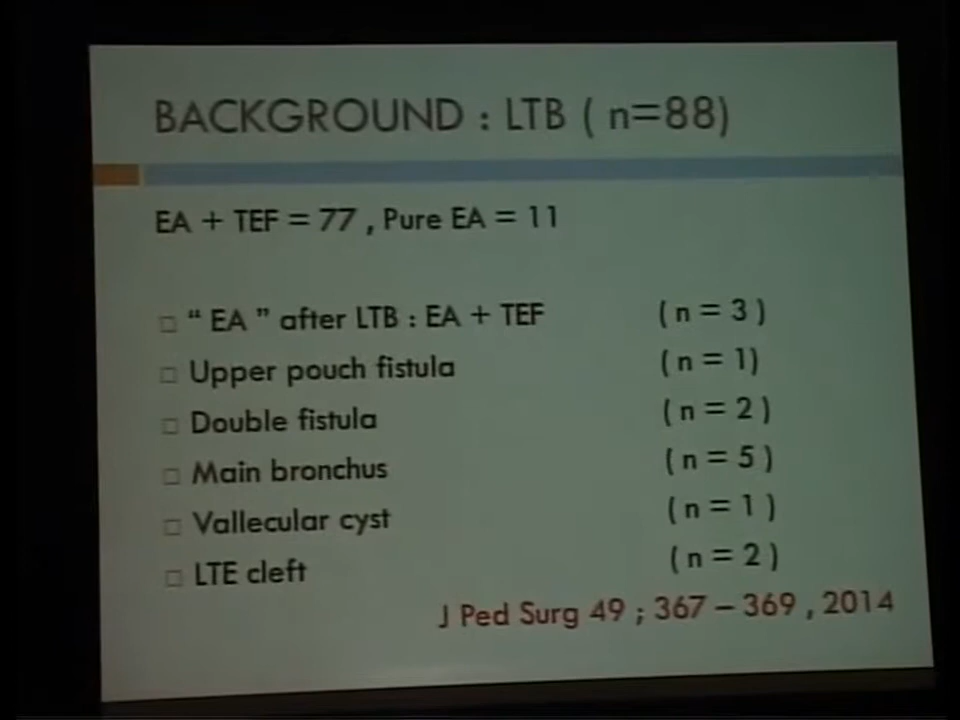 BACKGROUND : LTB ( n=88)
EA + TEF = 77 , Pure EA = 11
□ “ EA ” after LTB : EA + TEF ( n = 3 )
□ Upper pouch fistula ( n = 1)
□ Double fistula ( n = 2 )
□ Main bronchus ( n = 5 )
□ Vallecular cyst ( n = 1 )
□ LTE cleft ( n = 2 )
J Ped Surg 49 ; 367 – 369 , 2014